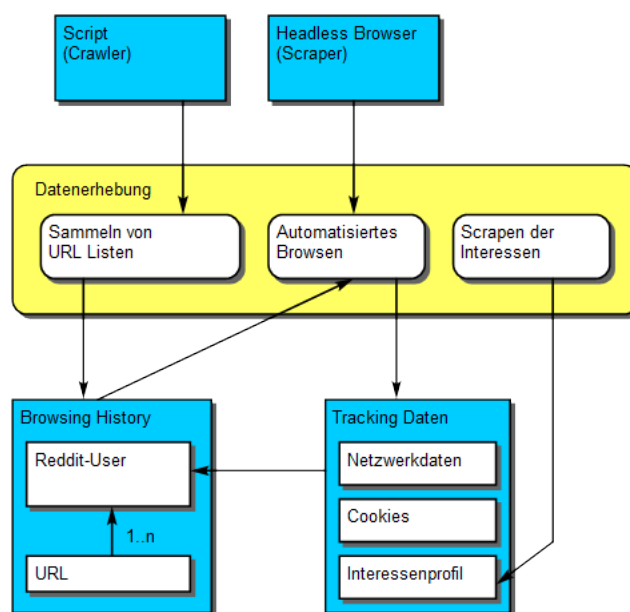 Script
(Crawler)
Headless Browser
(Scraper)
Datenerhebung
Sammeln von
URL Listen
Automatisiertes
Browsen
Scrapen der
Interessen
Browsing History
Reddit-User
1..n
URL
Tracking Daten
Netzwerkdaten
Cookies
Interessenprofil